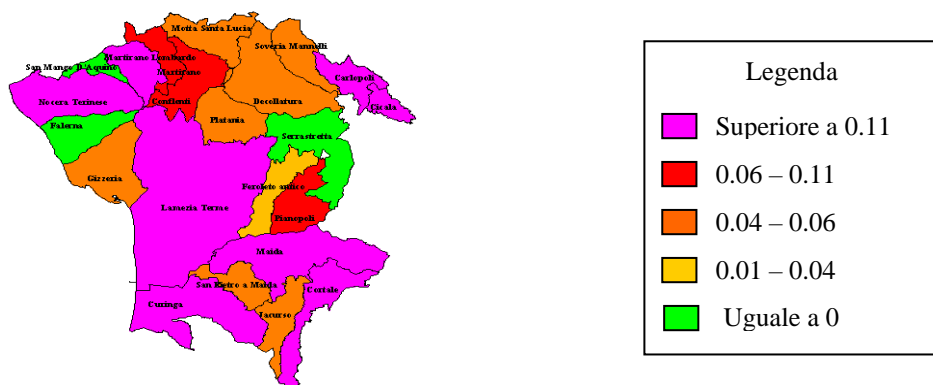 Motta Santa Lucia
Soveria Mannelli
Martirano Lombardo
San Mango D'Aquino
Martirano
Carlopoli
Nocera Terinese
Conflenti
Decollatura
Cicala
Platania
Falerna
Serrastretta
Gizzeria
Feroleto antico
Lamezia Terme
Pianopoli
Maida
San Pietro a Maida
Cortale
Curinga
Jacurso
Legenda
Superiore a 0.11
0.06 – 0.11
0.04 – 0.06
0.01 – 0.04
Uguale a 0